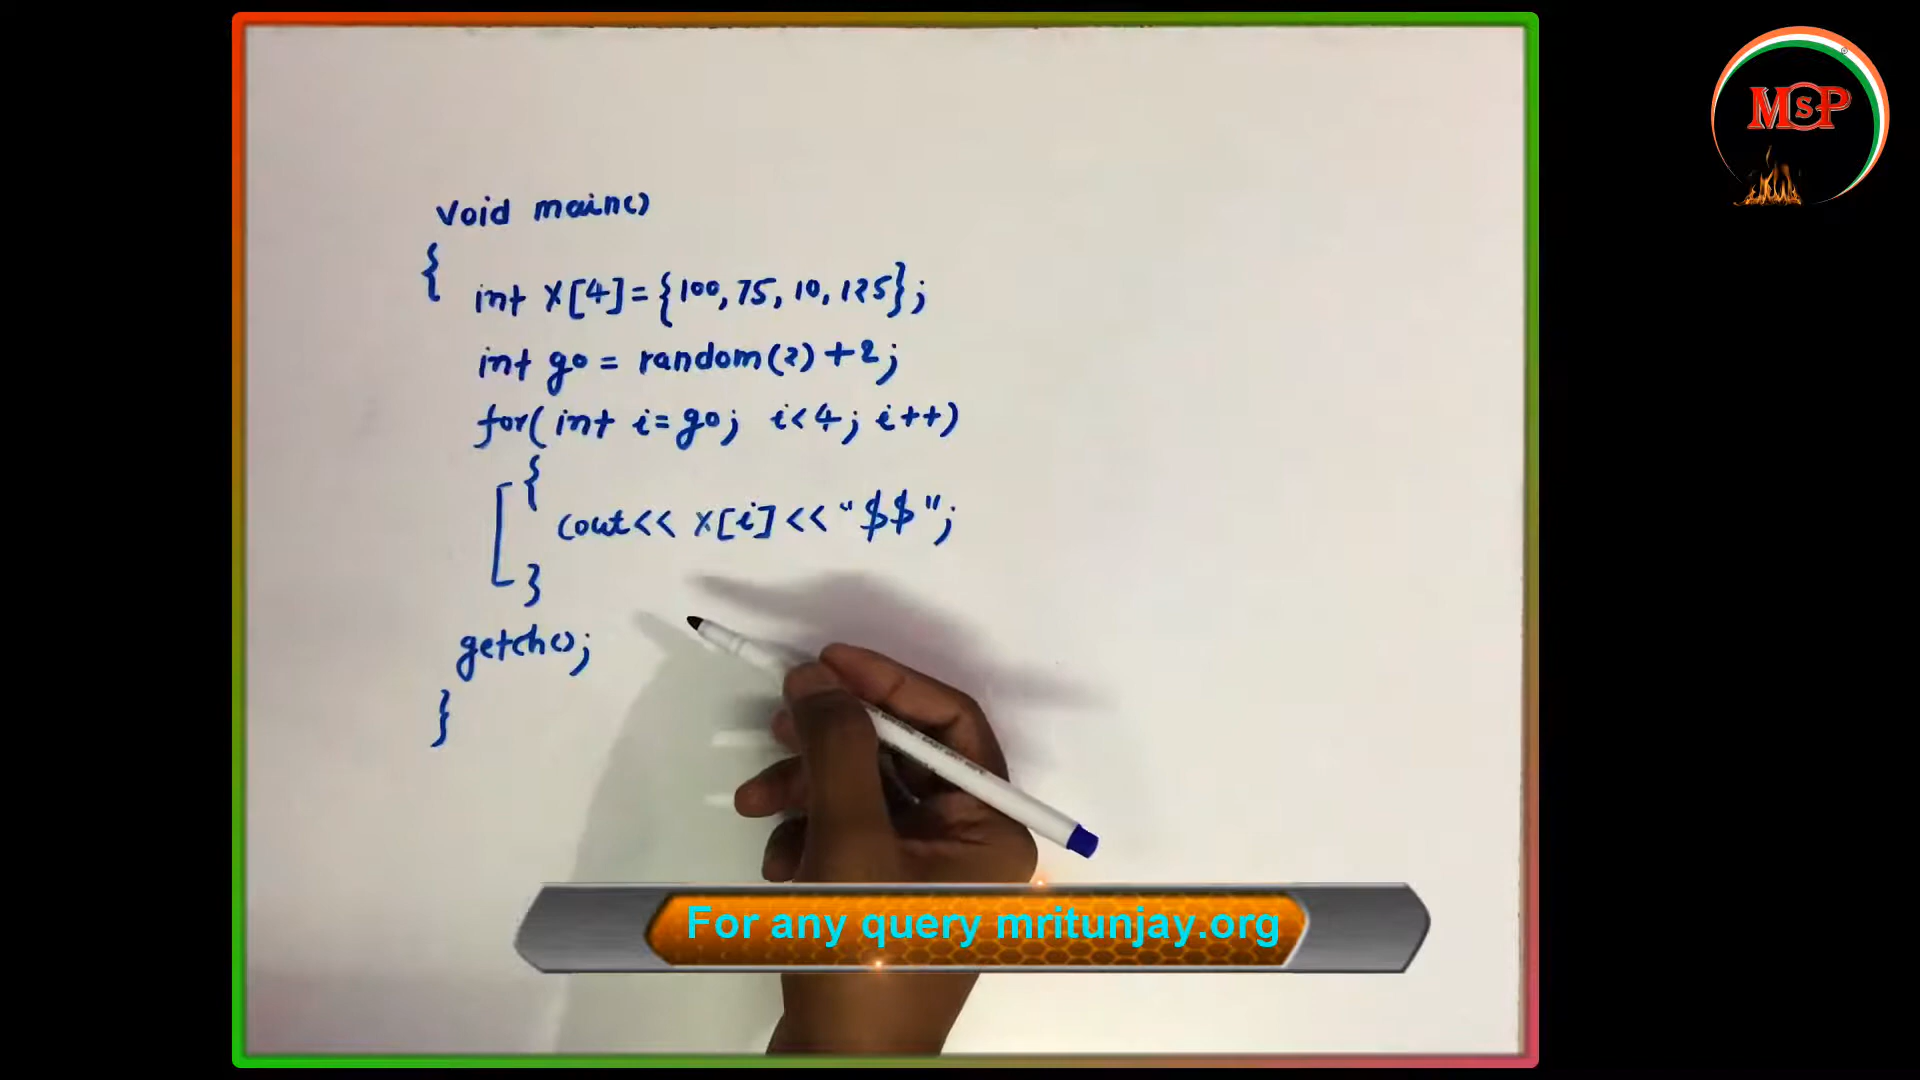 MSP
void main()
{
int x[4]={100,75,10,125};
int go = random(2)+2;
for(int i=go; i<4; i++)
{
cout<< x[i]<<"$$";
}
getch();
}
For any query mritunjay.org